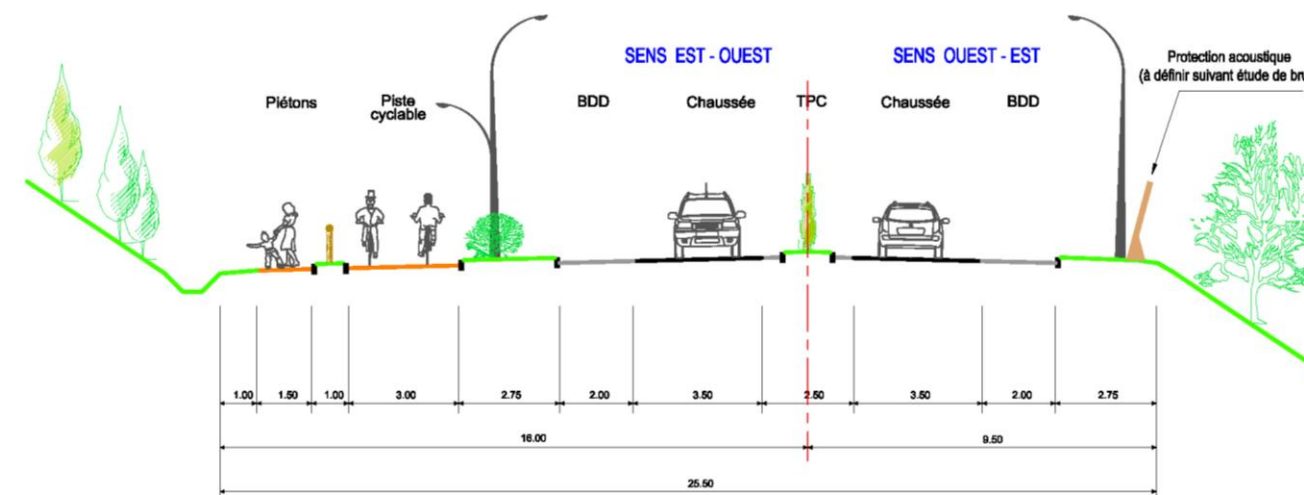 SENS EST - OUEST
SENS OUEST - EST
Protection acoustique
(à définir suivant étude de
Piétons
Piste
cyclable
BDD
Chaussée
TPC
Chaussée
BDD
1.00
1.50
1.00
3.00
2.75
2.00
3.50
2.50
3.50
2.00
2.75
16.00
9.50
25.50